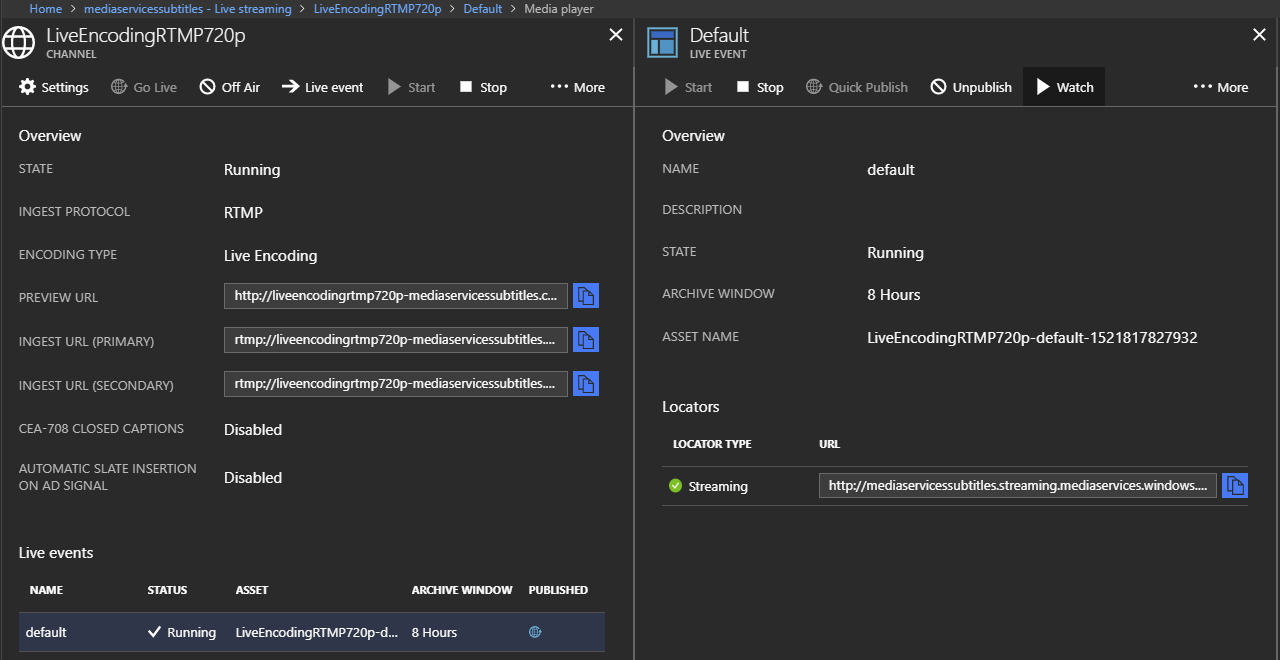 Home > mediaservicessubtitles - Live streaming > LiveEncodingRTMP720p > Default > Media player
LiveEncodingRTMP720p
CHANNEL
Settings Go Live Off Air Live event Start Stop ··· More
Overview
STATE Running
INGEST PROTOCOL RTMP
ENCODING TYPE Live Encoding
PREVIEW URL http://liveencodingrtmp720p-mediaservicessubtitles.c...
INGEST URL (PRIMARY) rtmp://liveencodingrtmp720p-mediaservicessubtitles....
INGEST URL (SECONDARY) rtmp://liveencodingrtmp720p-mediaservicessubtitles....
CEA-708 CLOSED CAPTIONS Disabled
AUTOMATIC SLATE INSERTION
ON AD SIGNAL Disabled
Live events
NAME STATUS ASSET ARCHIVE WINDOW PUBLISHED
default Running LiveEncodingRTMP720p-d... 8 Hours
Default
LIVE EVENT
Start Stop Quick Publish Unpublish Watch ··· More
Overview
NAME default
DESCRIPTION
STATE Running
ARCHIVE WINDOW 8 Hours
ASSET NAME LiveEncodingRTMP720p-default-1521817827932
Locators
LOCATOR TYPE URL
Streaming http://mediaservicessubtitles.streaming.mediaservices.windows....